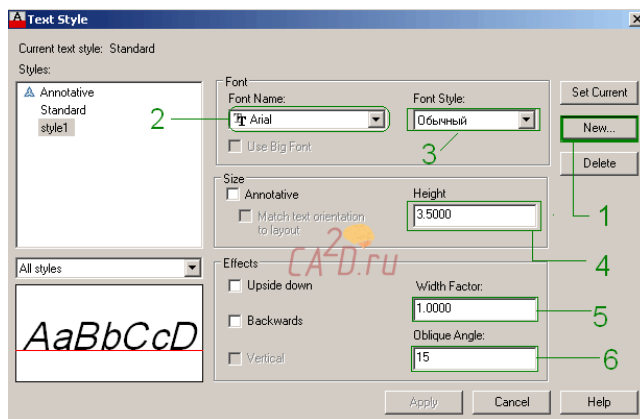 Text Style
Current text style: Standard
Styles:
Annotative
Standard
style1
All styles
AaBbCcD
Font
Font Name:
Arial
Use Big Font
Font Style:
Обычный
Size
Annotative
Match text orientation
to layout
Height
3.5000
CA2D.ru
Effects
Upside down
Backwards
Vertical
Width Factor:
1.0000
Oblique Angle:
15
Set Current
New...
Delete
1
2
3
4
5
6
Apply
Cancel
Help